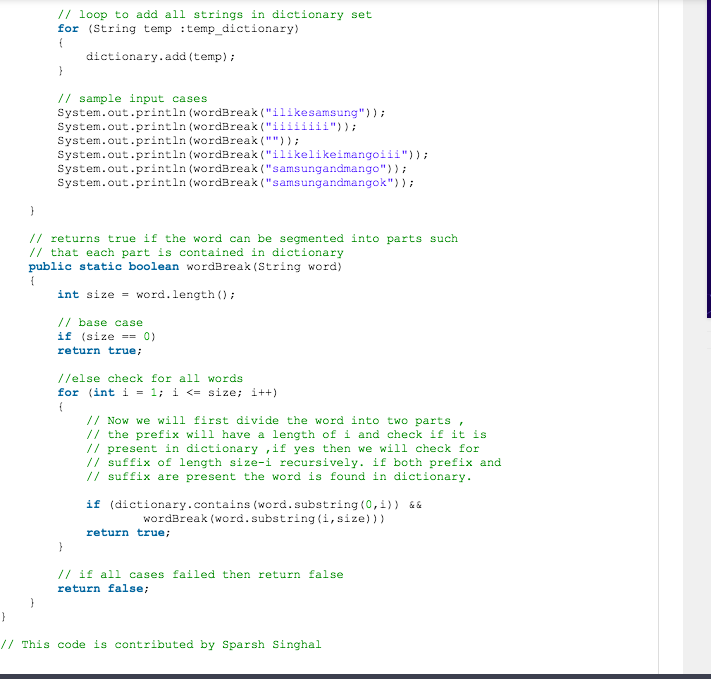 // loop to add all strings in dictionary set
for (String temp :temp_dictionary)
{
dictionary.add(temp);
}
// sample input cases
System.out.println(wordBreak("ilikesamsung"));
System.out.println(wordBreak("iiiiiiii"));
System.out.println(wordBreak(""));
System.out.println(wordBreak("ilikelikeimangoiii"));
System.out.println(wordBreak("samsungandmango"));
System.out.println(wordBreak("samsungandmangok"));
}
// returns true if the word can be segmented into parts such
// that each part is contained in dictionary
public static boolean wordBreak(String word)
{
int size = word.length();
// base case
if (size == 0)
return true;
//else check for all words
for (int i = 1; i <= size; i++)
{
// Now we will first divide the word into two parts ,
// the prefix will have a length of i and check if it is
// present in dictionary ,if yes then we will check for
// suffix of length size-i recursively. if both prefix and
// suffix are present the word is found in dictionary.
if (dictionary.contains(word.substring(0,i)) &&
wordBreak(word.substring(i,size)))
return true;
}
// if all cases failed then return false
return false;
}
}
// This code is contributed by Sparsh Singhal